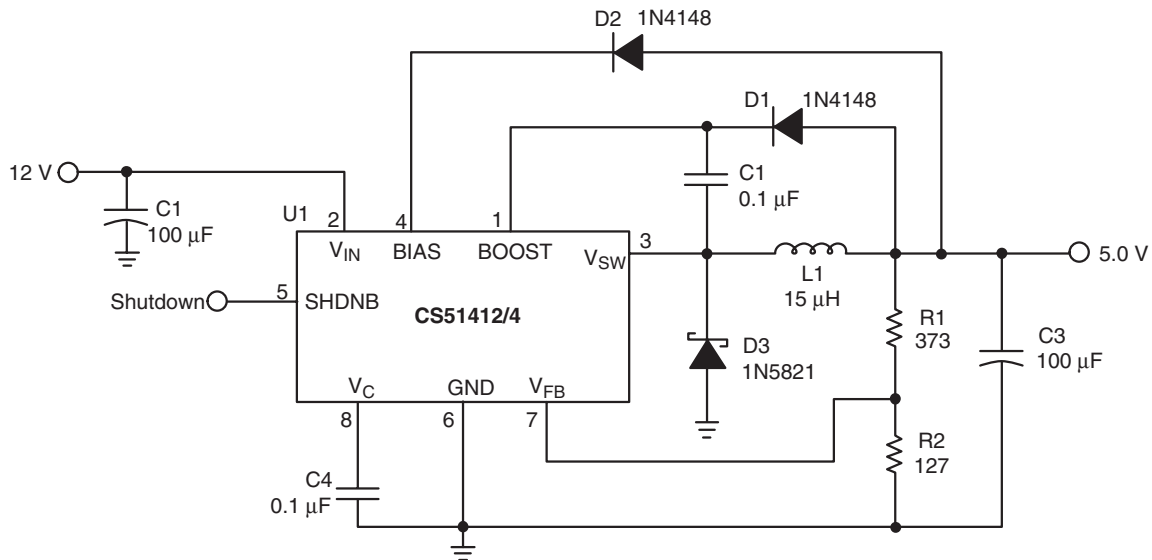 D2 1N4148
D1 1N4148
12 V
C1
100 μF
U1
2
4
1
C1
0.1 μF
VIN
BIAS
BOOST
VSW
3
L1
15 μH
5.0 V
Shutdown
5
SHDNB
CS51412/4
R1
373
C3
100 μF
D3
1N5821
VC
GND
VFB
8
6
7
R2
127
C4
0.1 μF